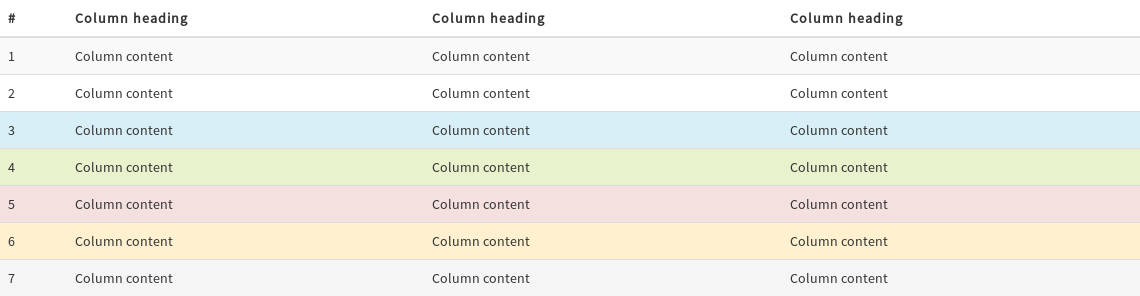 # Column heading Column heading Column heading
1 Column content Column content Column content
2 Column content Column content Column content
3 Column content Column content Column content
4 Column content Column content Column content
5 Column content Column content Column content
6 Column content Column content Column content
7 Column content Column content Column content